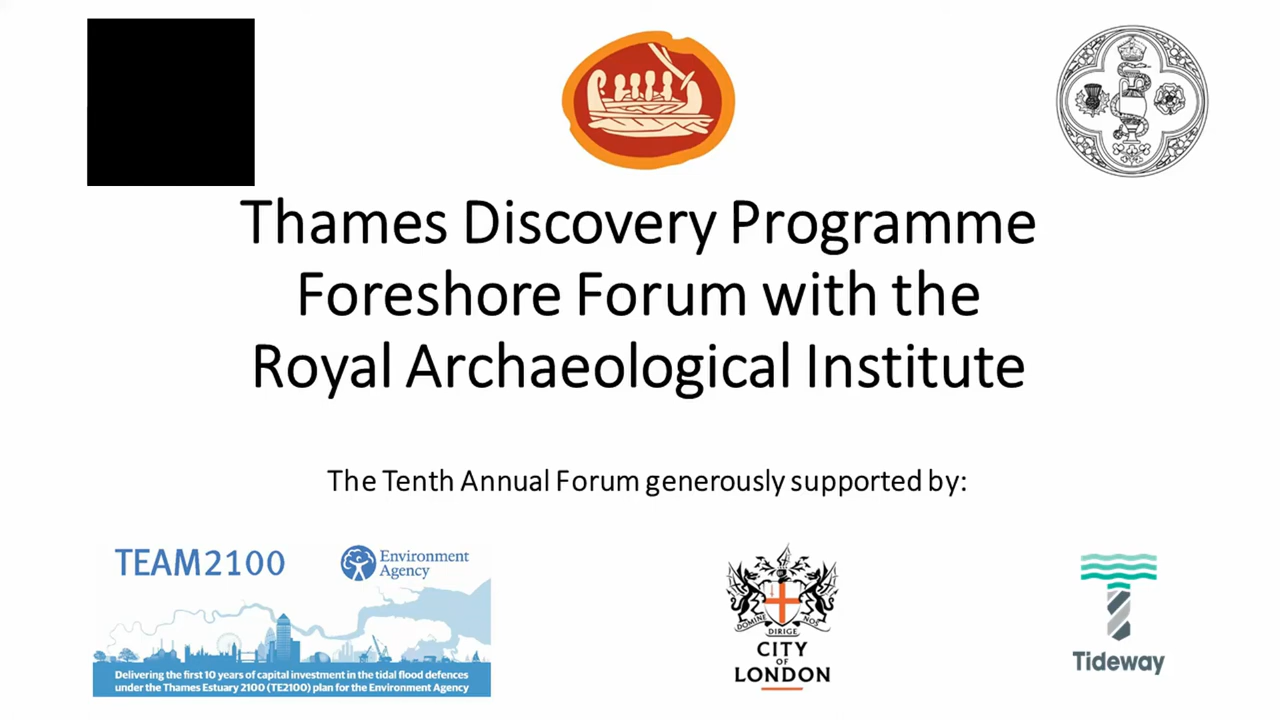 Thames Discovery Programme
Foreshore Forum with the
Royal Archaeological Institute
The Tenth Annual Forum generously supported by:
TEAM2100
Environment
Agency
Delivering the first 10 years of capital investment in the tidal flood defences
under the Thames Estuary 2100 (TE2100) plan for the Environment Agency
DOMINE DIRIGE NOS
CITY
OF
LONDON
Tideway